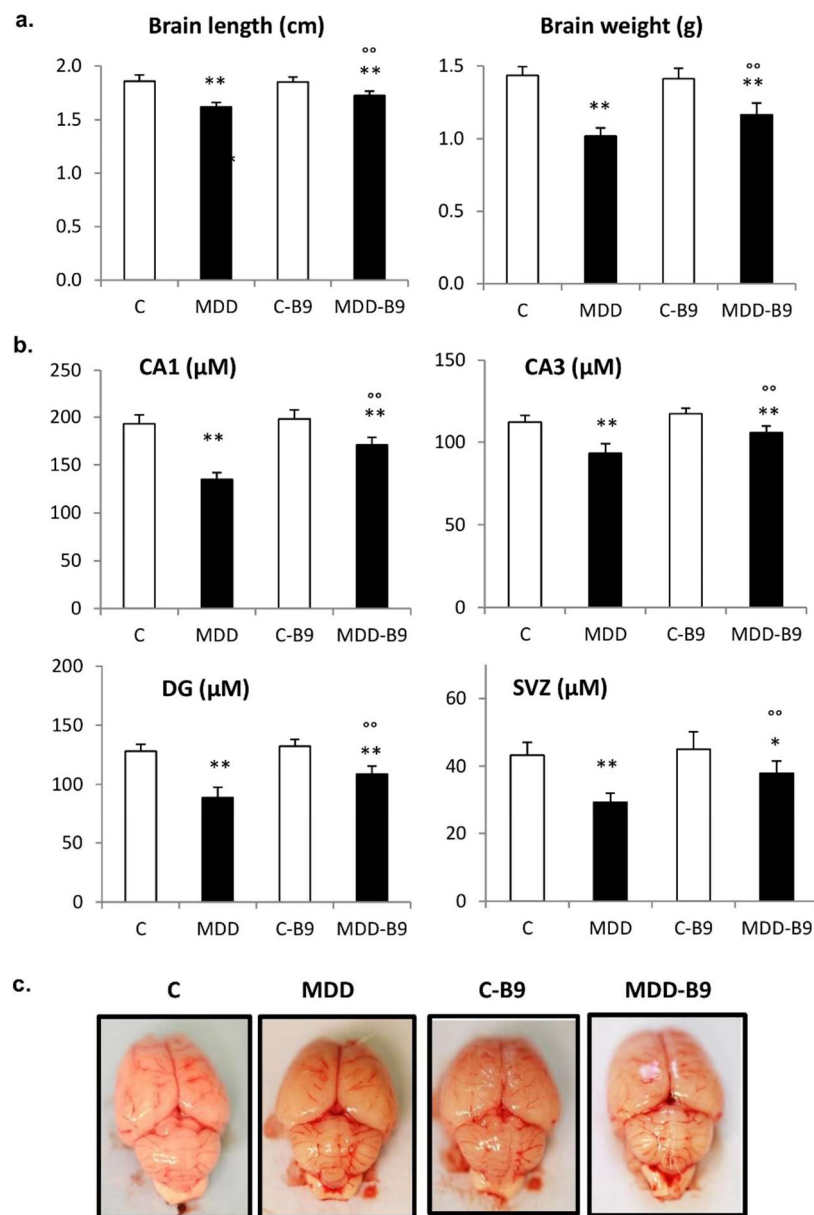 a.
Brain length (cm)
2.0
1.5
1.0
0.5
0.0
**
**
°°
C MDD C-B9 MDD-B9
Brain weight (g)
1.5
1.0
0.5
0.0
**
°°
**
C MDD C-B9 MDD-B9
b.
CA1 (µM)
250
200
150
100
50
0
**
°°
**
C MDD C-B9 MDD-B9
CA3 (µM)
150
100
50
0
**
°°
**
C MDD C-B9 MDD-B9
DG (µM)
200
150
100
50
0
**
°°
**
C MDD C-B9 MDD-B9
SVZ (µM)
60
40
20
0
**
°°
*
C MDD C-B9 MDD-B9
c.
C MDD C-B9 MDD-B9